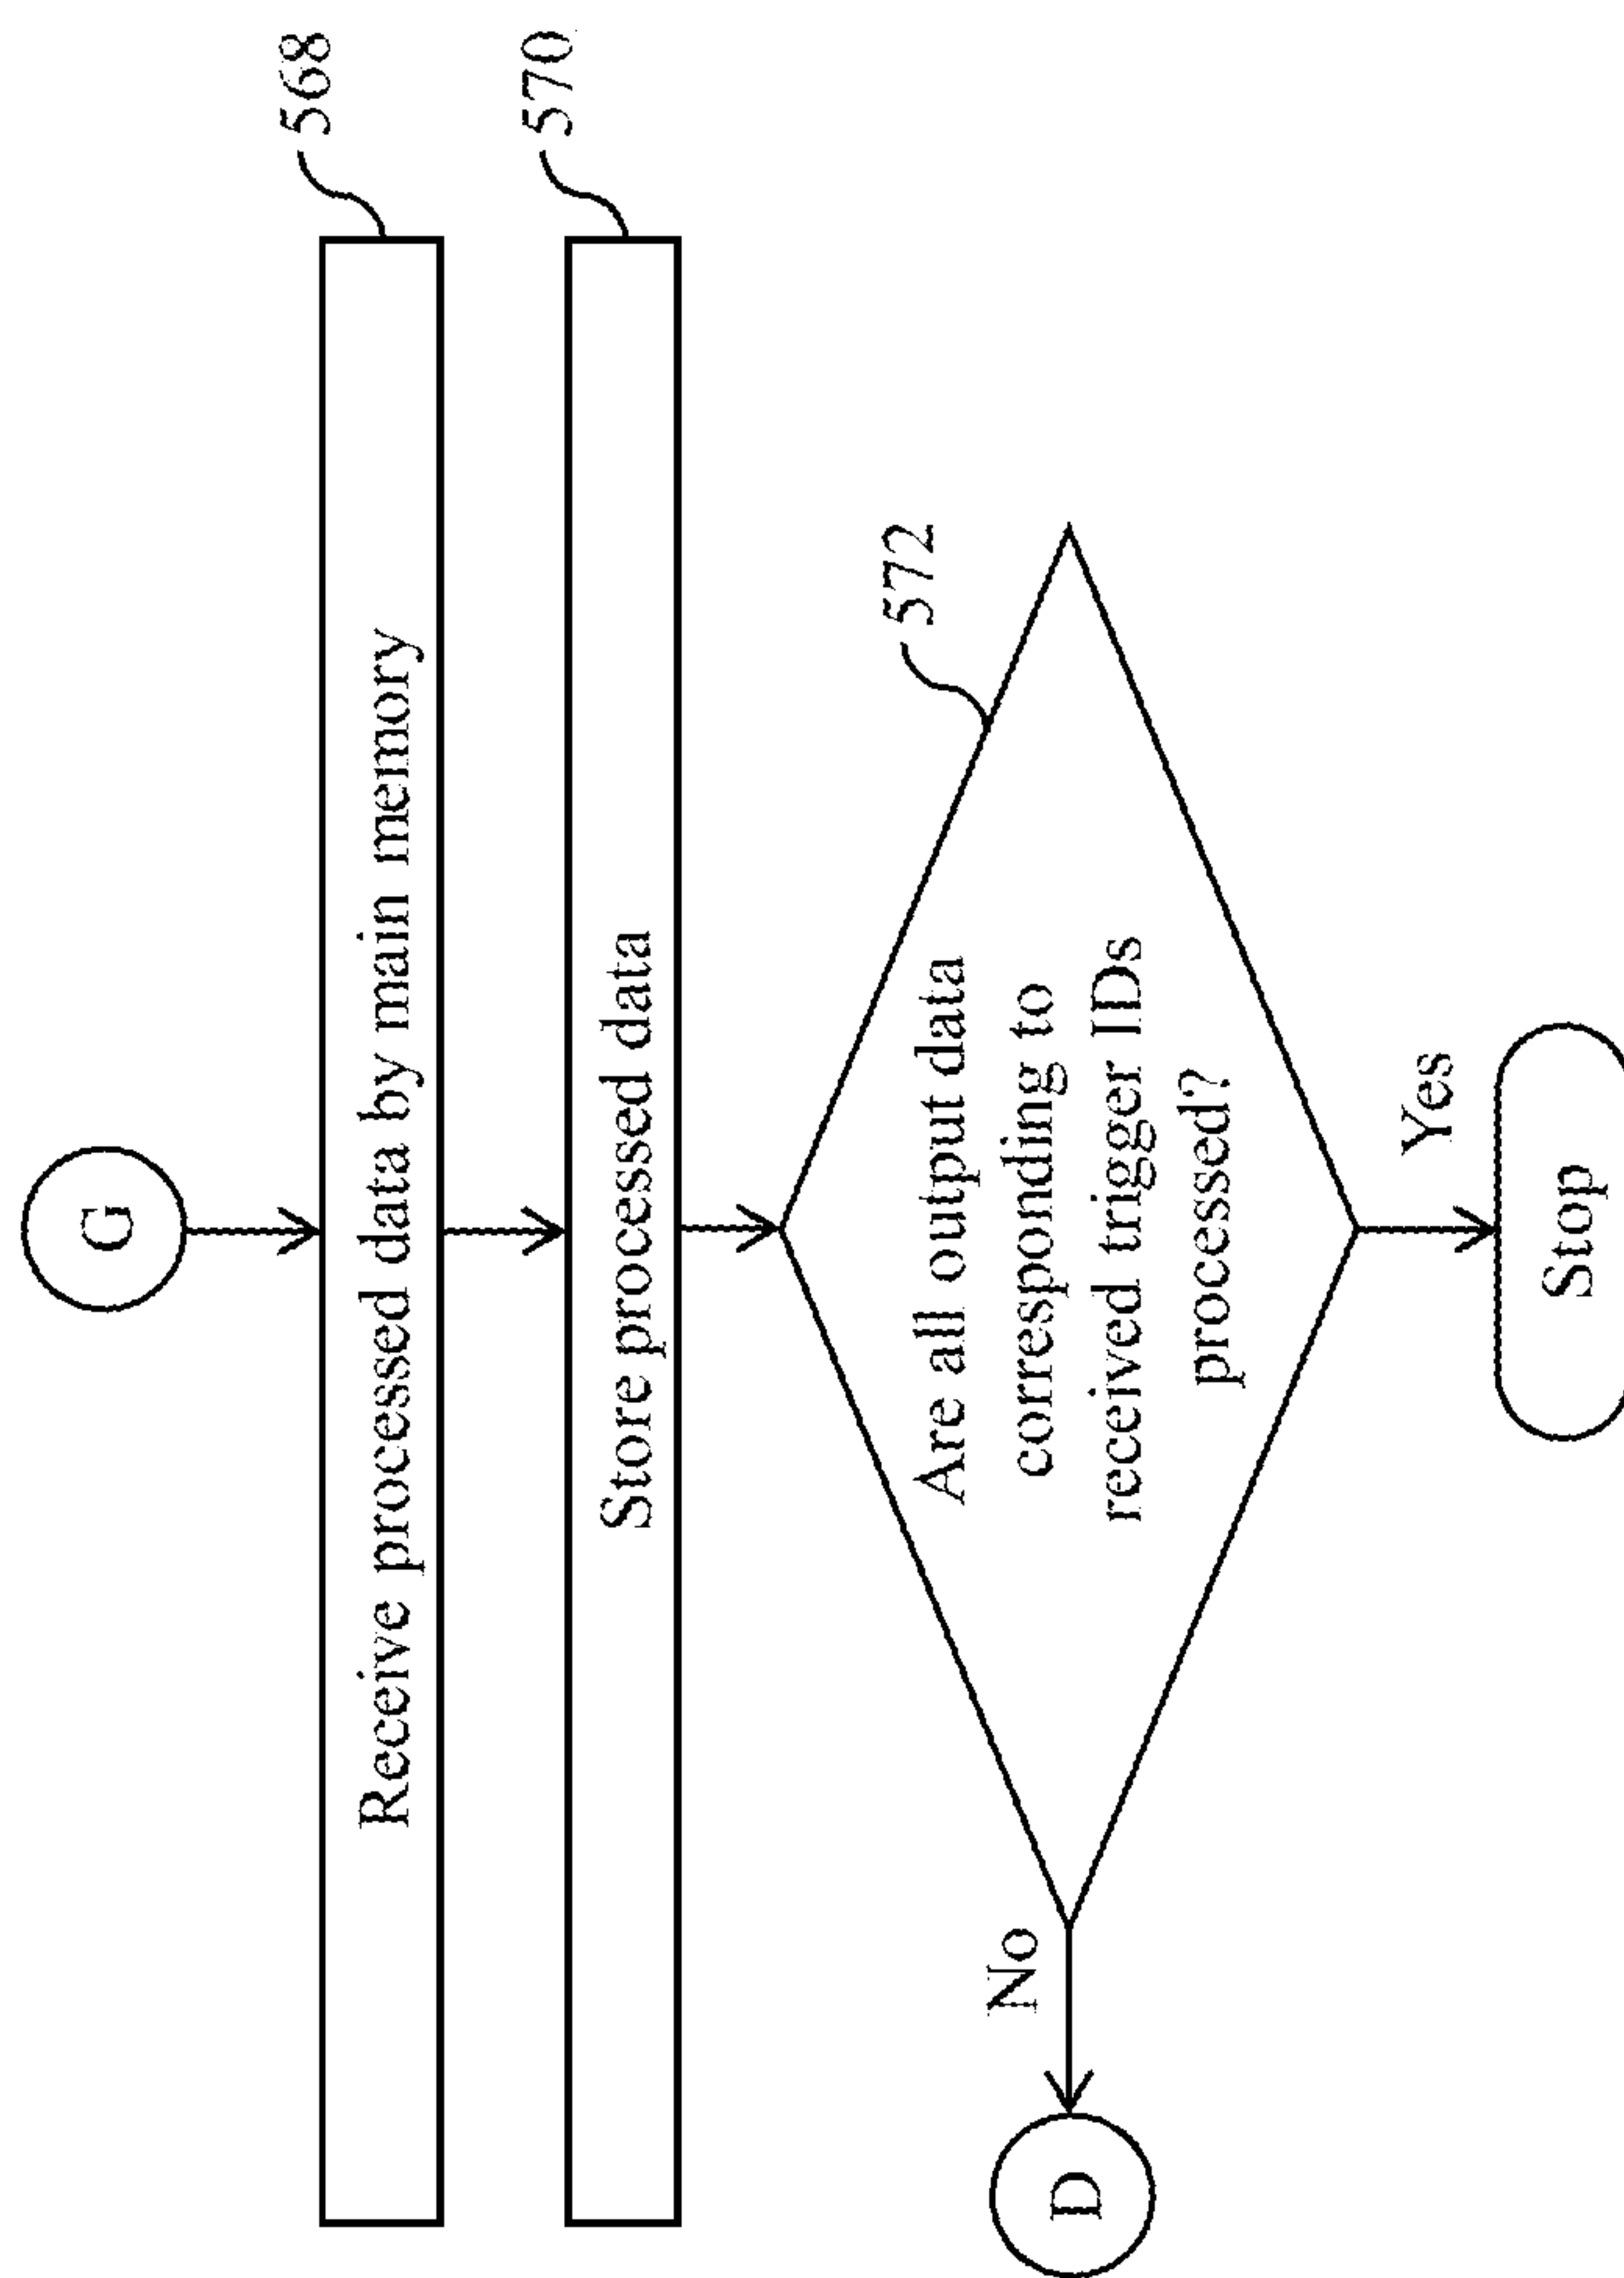 G
568
Receive processed data by main memory
570
Store processed data
572
Are all output data
corresponding to
received trigger IDs
processed?
No
D
Yes
Stop